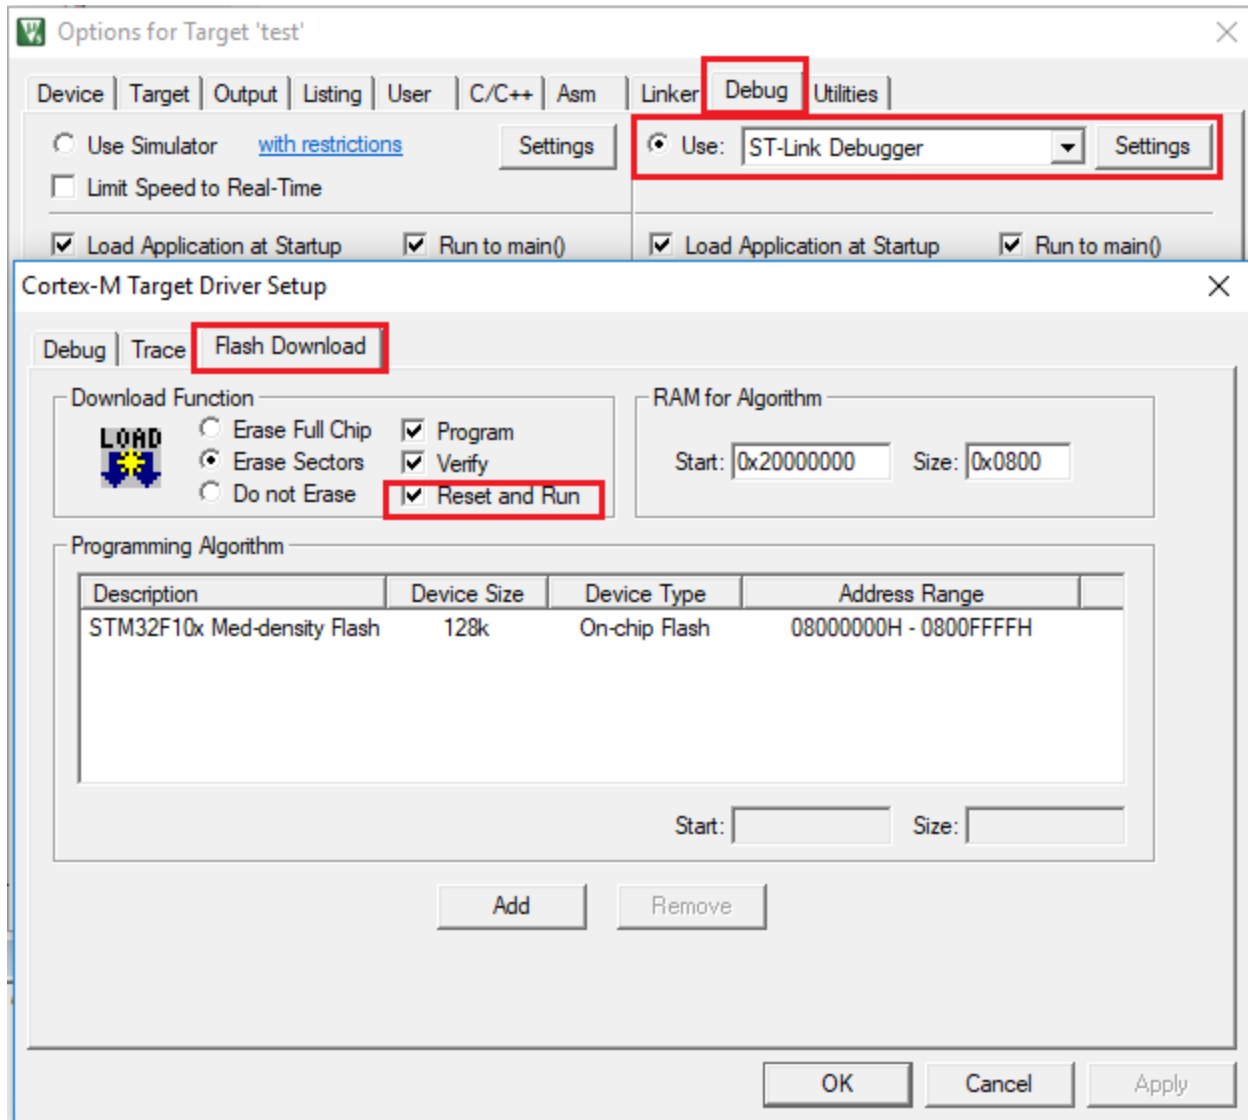 Options for Target 'test'
Device Target Output Listing User C/C++ Asm Linker Debug Utilities
Use Simulator with restrictions Settings Use: ST-Link Debugger Settings
Limit Speed to Real-Time
Load Application at Startup Run to main() Load Application at Startup Run to main()
Cortex-M Target Driver Setup
Debug Trace Flash Download
Download Function RAM for Algorithm
LOAD Erase Full Chip Program
Erase Sectors Verify Start: 0x20000000 Size: 0x0800
Do not Erase Reset and Run
Programming Algorithm
Description Device Size Device Type Address Range
STM32F10x Med-density Flash 128k On-chip Flash 08000000H - 0800FFFFH
Start: Size:
Add Remove
OK Cancel Apply